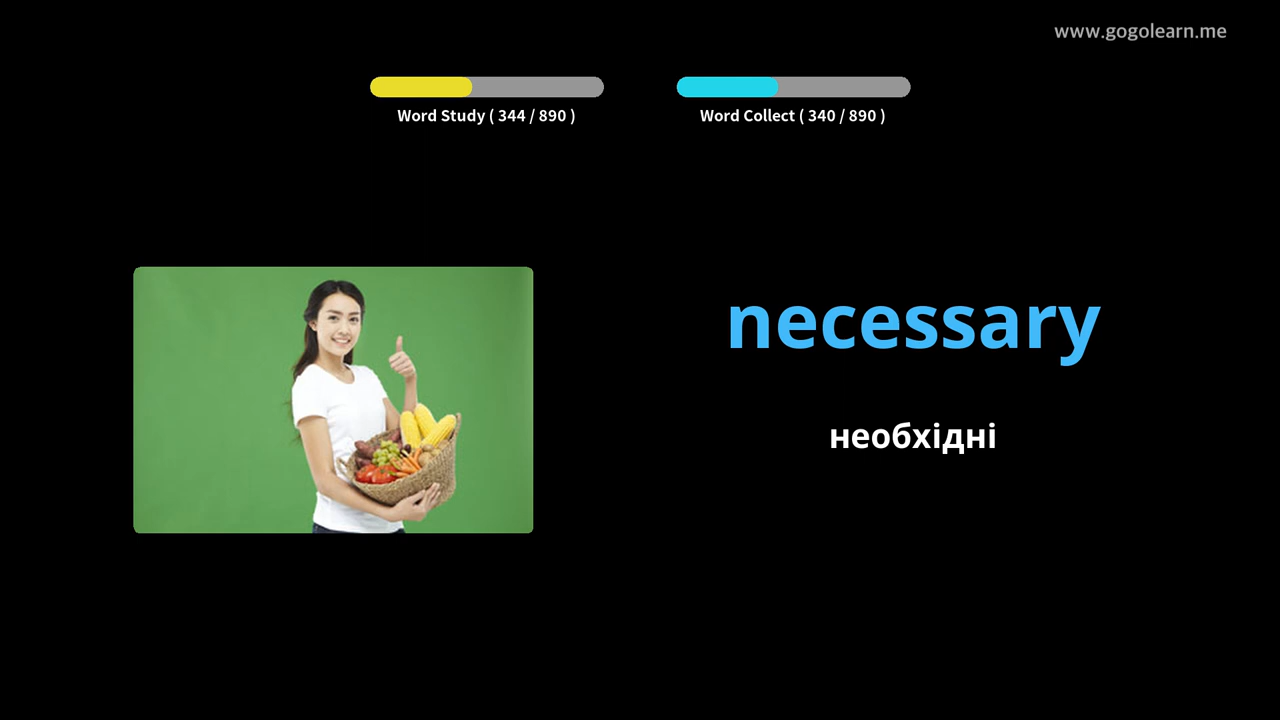 www.gogolearn.me
Word Study ( 344 / 890 )
Word Collect ( 340 / 890 )
necessary
необхідні